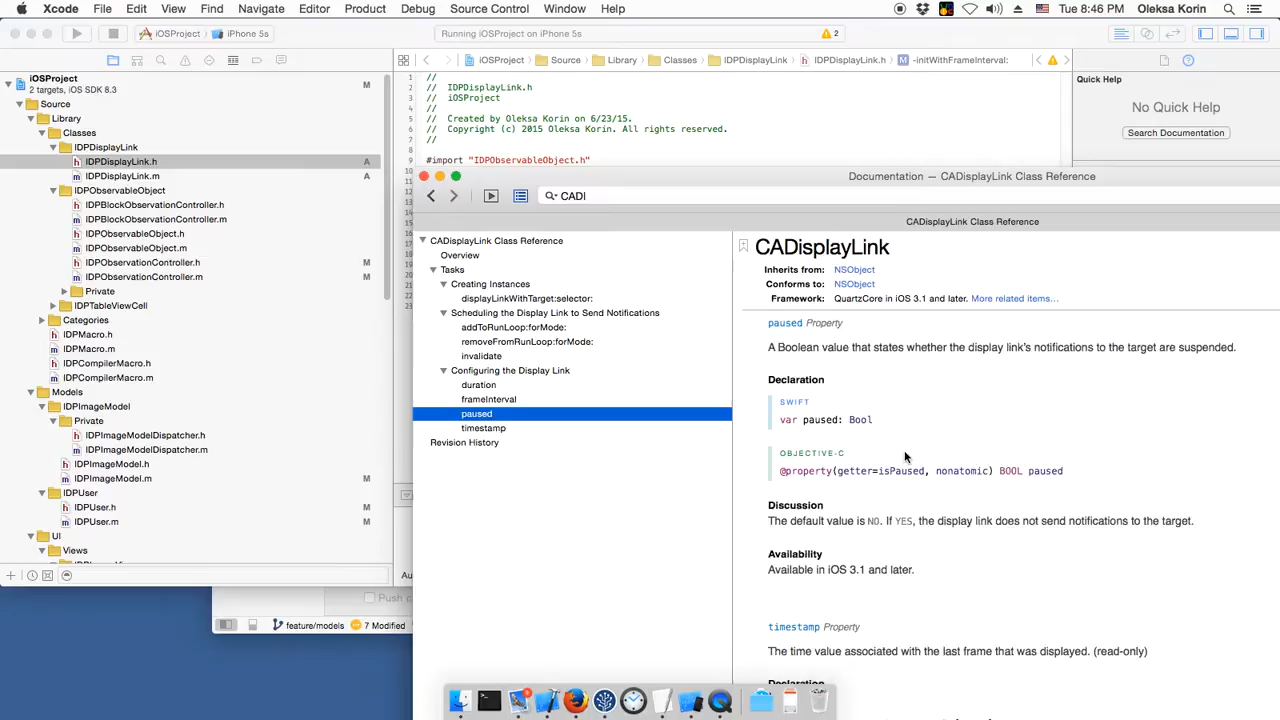 Xcode File Edit View Find Navigate Editor Product Debug Source Control Window Help Tue 8:46 PM Oleksa Korin
iOSProject iPhone 5s
Running iOSProject on iPhone 5s
2
iOSProject
2 targets, iOS SDK 8.3
M
Source
Library
Classes
IDPDisplayLink
IDPDisplayLink.h A
IDPDisplayLink.m A
IDPObservableObject
IDPBlockObservationController.h
IDPBlockObservationController.m
IDPObservableObject.h
IDPObservableObject.m
IDPObservationController.h M
IDPObservationController.m M
Private
IDPTableViewCell
Categories
IDPMacro.h
IDPMacro.m
IDPCompilerMacro.h
IDPCompilerMacro.m
Models
IDPImageModel
Private
IDPImageModelDispatcher.h
IDPImageModelDispatcher.m
IDPImageModel.h
IDPImageModel.m M
IDPUser
IDPUser.h M
IDPUser.m M
UI
Views
iOSProject Source Library Classes IDPDisplayLink IDPDisplayLink.h M -initWithFrameInterval:
1 //
2 // IDPDisplayLink.h
3 // iOSProject
4 //
5 // Created by Oleksa Korin on 6/23/15.
6 // Copyright (c) 2015 Oleksa Korin. All rights reserved.
7 //
8
9 #import "IDPObservableObject.h"
Quick Help
No Quick Help
Search Documentation
Au
Push c
feature/models 7 Modified
Documentation — CADisplayLink Class Reference
CADI
CADisplayLink Class Reference
CADisplayLink Class Reference
Overview
Tasks
Creating Instances
displayLinkWithTarget:selector:
Scheduling the Display Link to Send Notifications
addToRunLoop:forMode:
removeFromRunLoop:forMode:
invalidate
Configuring the Display Link
duration
frameInterval
paused
timestamp
Revision History
CADisplayLink
Inherits from: NSObject
Conforms to: NSObject
Framework: QuartzCore in iOS 3.1 and later. More related items...
paused Property
A Boolean value that states whether the display link's notifications to the target are suspended.
Declaration
SWIFT
var paused: Bool
OBJECTIVE-C
@property(getter=isPaused, nonatomic) BOOL paused
Discussion
The default value is NO. If YES, the display link does not send notifications to the target.
Availability
Available in iOS 3.1 and later.
timestamp Property
The time value associated with the last frame that was displayed. (read-only)
Declaration